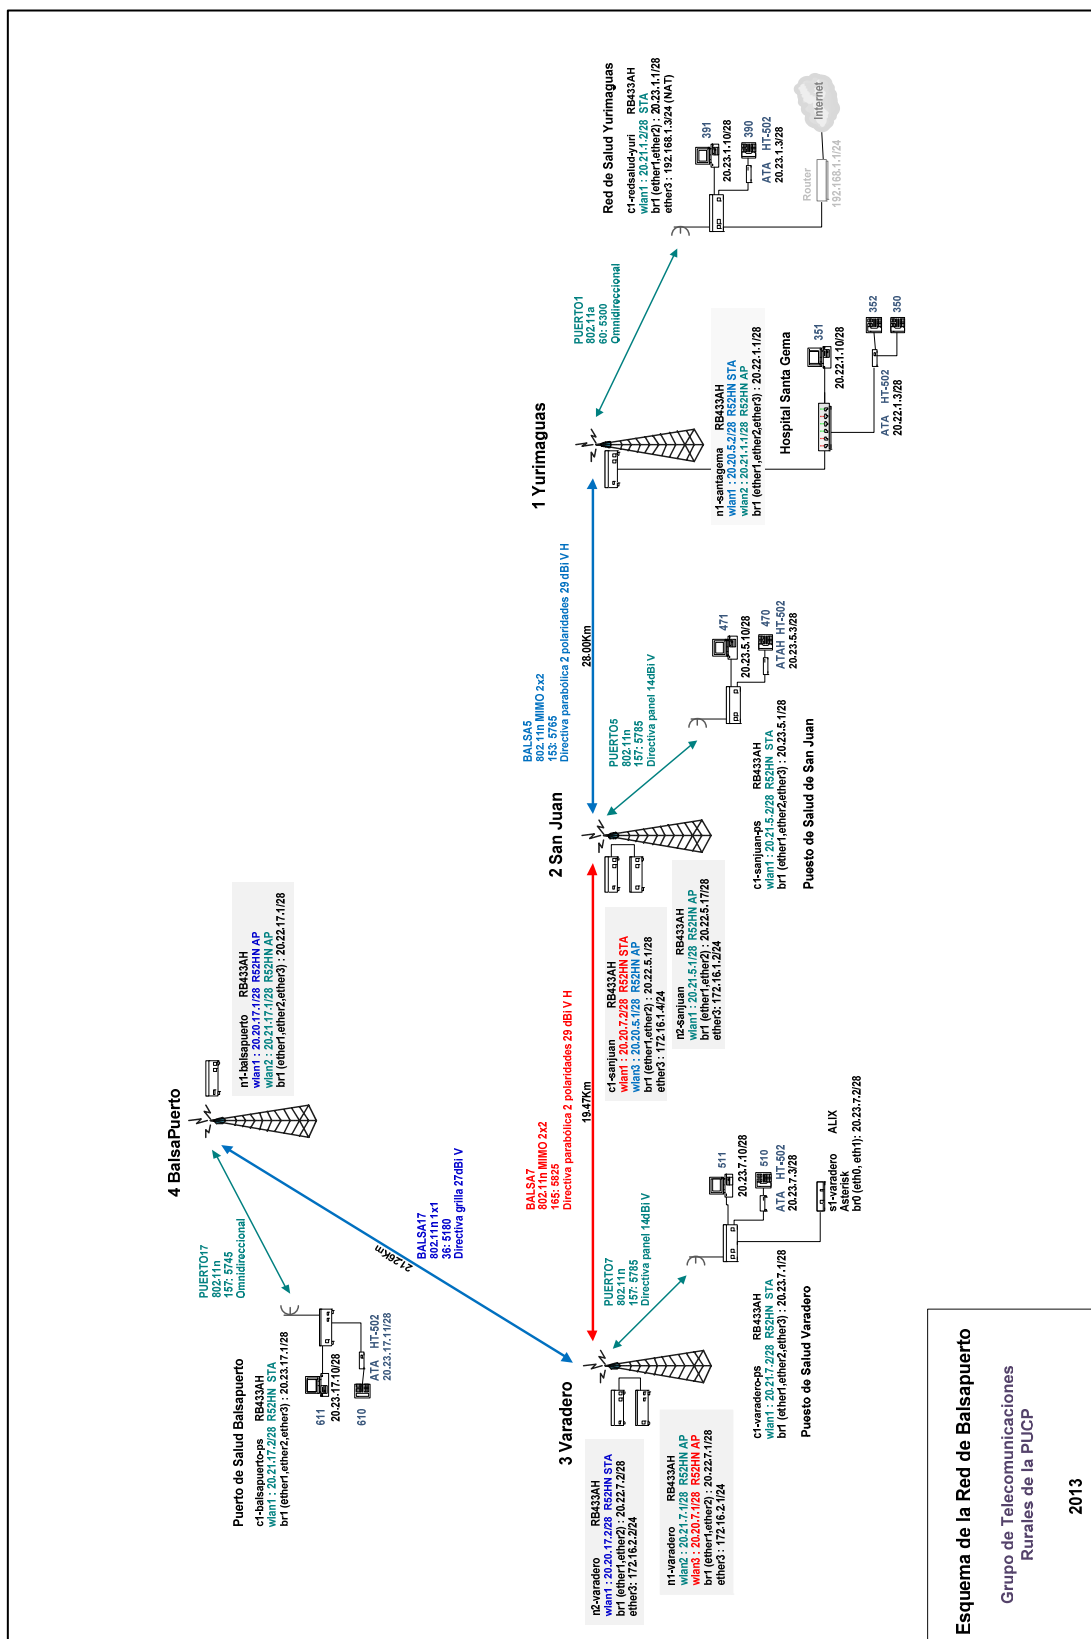 Red de Salud Yurimaguas
c1-redsalud-yuri RB433AH
wlan1 : 20.21.1.2/28 STA
br1 (ether1,ether2) : 20.23.1.1/28
ether3 : 192.168.1.3/24 (NAT)
391
20.23.1.10/28
390
ATA HT-502
20.23.1.3/28
Internet
Router
192.168.1.1/24
PUERTO1
802.11a
60: 5300
Omnidireccional
1 Yurimaguas
n1-santagema RB433AH
wlan1 : 20.20.5.2/28 R52HN STA
wlan2 : 20.21.1.1/28 R52HN AP
br1 (ether1,ether2,ether3) : 20.22.1.1/28
Hospital Santa Gema
351
20.22.1.10/28
352
350
ATA HT-502
20.22.1.3/28
BALSA5
802.11n MIMO 2x2
153: 5765
Directiva parabólica 2 polaridades 29 dBi V H
28.00Km
PUERTO5
802.11n
157: 5785
Directiva panel 14dBi V
471
20.23.5.10/28
470
ATAH HT-502
20.23.5.3/28
c1-sanjuan-ps RB433AH
wlan1 : 20.21.5.2/28 R52HN STA
br1 (ether1,ether2,ether3) : 20.23.5.1/28
Puesto de Salud de San Juan
2 San Juan
c1-sanjuan RB433AH
wlan1 : 20.20.7.2/28 R52HN STA
wlan3 : 20.20.5.1/28 R52HN AP
br1 (ether1,ether2) : 20.22.5.1/28
ether3 : 172.16.1.4/24
n2-sanjuan RB433AH
wlan1 : 20.21.5.1/28 R52HN AP
br1 (ether1,ether2) : 20.22.5.17/28
ether3: 172.16.1.2/24
4 BalsaPuerto
n1-balsapuerto RB433AH
wlan1 : 20.20.17.1/28 R52HN AP
wlan2 : 20.21.17.1/28 R52HN AP
br1 (ether1,ether2,ether3) : 20.22.17.1/28
BALSA7
802.11n MIMO 2x2
165: 5825
Directiva parabólica 2 polaridades 29 dBi V H
19.47Km
BALSA17
802.11n 1x1
36: 5180
Directiva grilla 27dBi V
21.26Km
PUERTO17
802.11n
157: 5745
Omnidireccional
Puerto de Salud Balsapuerto
c1-balsapuerto-ps RB433AH
wlan1 : 20.21.17.2/28 R52HN STA
br1 (ether1,ether2,ether3) : 20.23.17.1/28
611
20.23.17.10/28
610
ATA HT-502
20.23.17.11/28
PUERTO7
802.11n
157: 5785
Directiva panel 14dBi V
511
20.23.7.10/28
510
ATA HT-502
20.23.7.3/28
s1-varadero ALIX
Asterisk
br0 (eth0, eth1): 20.23.7.2/28
c1-varadero-ps RB433AH
wlan1 : 20.21.7.2/28 R52HN STA
br1 (ether1,ether2,ether3) : 20.23.7.1/28
Puesto de Salud Varadero
3 Varadero
n2-varadero RB433AH
wlan1 : 20.20.17.2/28 R52HN STA
br1 (ether1,ether2) : 20.22.7.2/28
ether3: 172.16.2.2/24
n1-varadero RB433AH
wlan2 : 20.21.7.1/28 R52HN AP
wlan3 : 20.20.7.1/28 R52HN AP
br1 (ether1,ether2) : 20.22.7.1/28
ether3 : 172.16.2.1/24
Esquema de la Red de Balsapuerto
Grupo de Telecomunicaciones
Rurales de la PUCP
2013